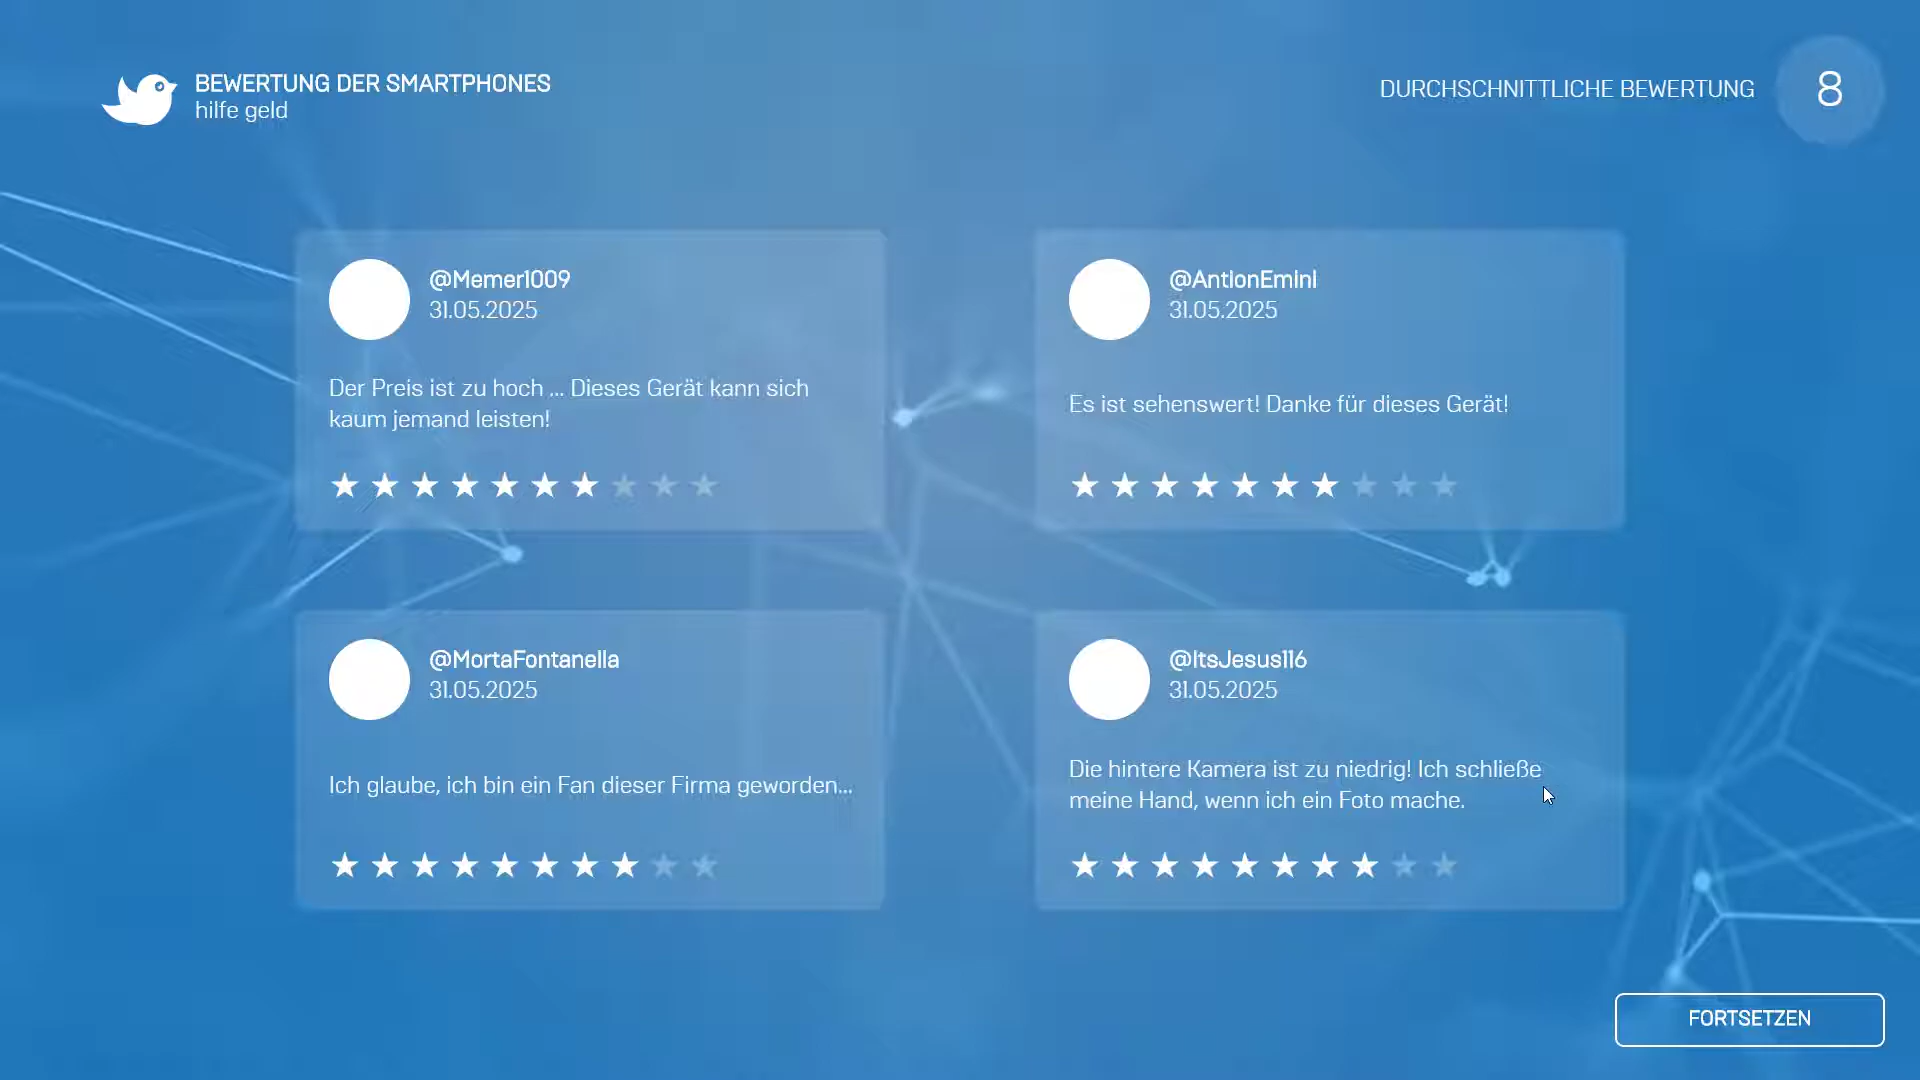 BEWERTUNG DER SMARTPHONES
hilfe geld
DURCHSCHNITTLICHE BEWERTUNG
8
@Memer1009
31.05.2025
Der Preis ist zu hoch ... Dieses Gerät kann sich
kaum jemand leisten!
@AntionEmini
31.05.2025
Es ist sehenswert! Danke für dieses Gerät!
@MortaFontanella
31.05.2025
Ich glaube, ich bin ein Fan dieser Firma geworden...
@ItsJesus116
31.05.2025
Die hintere Kamera ist zu niedrig! Ich schließe
meine Hand, wenn ich ein Foto mache.
FORTSETZEN